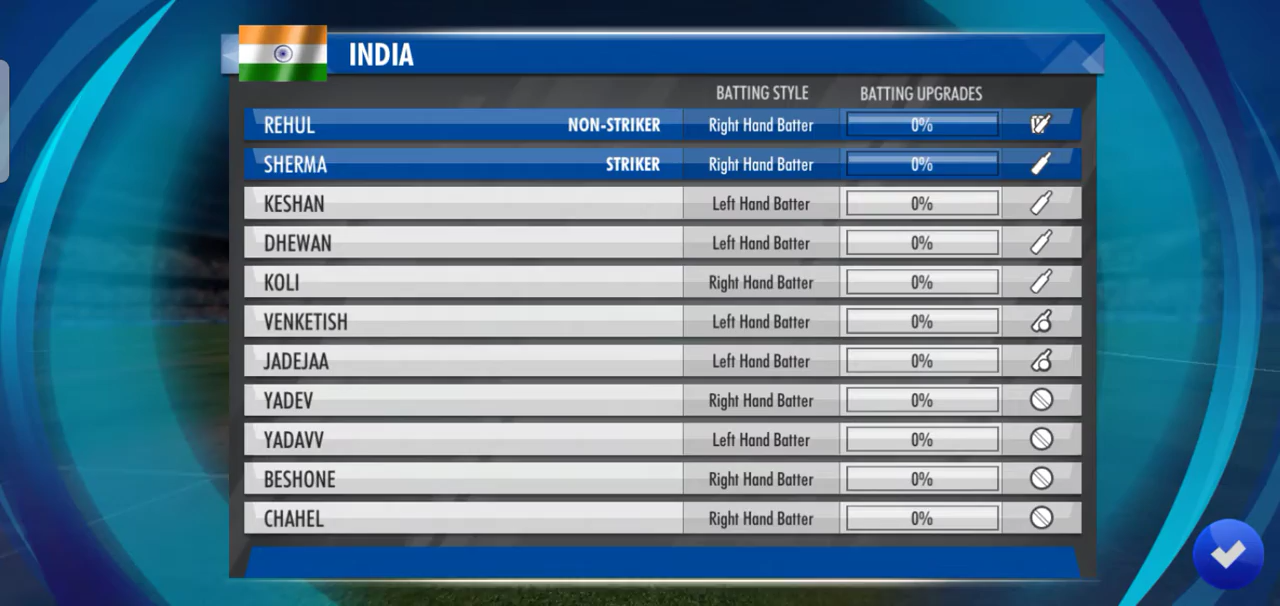 INDIA
BATTING STYLE BATTING UPGRADES
REHUL NON-STRIKER Right Hand Batter 0%
SHERMA STRIKER Right Hand Batter 0%
KESHAN Left Hand Batter 0%
DHEWAN Left Hand Batter 0%
KOLI Right Hand Batter 0%
VENKETISH Left Hand Batter 0%
JADEJAA Left Hand Batter 0%
YADEV Right Hand Batter 0%
YADAVV Left Hand Batter 0%
BESHONE Right Hand Batter 0%
CHAHEL Right Hand Batter 0%